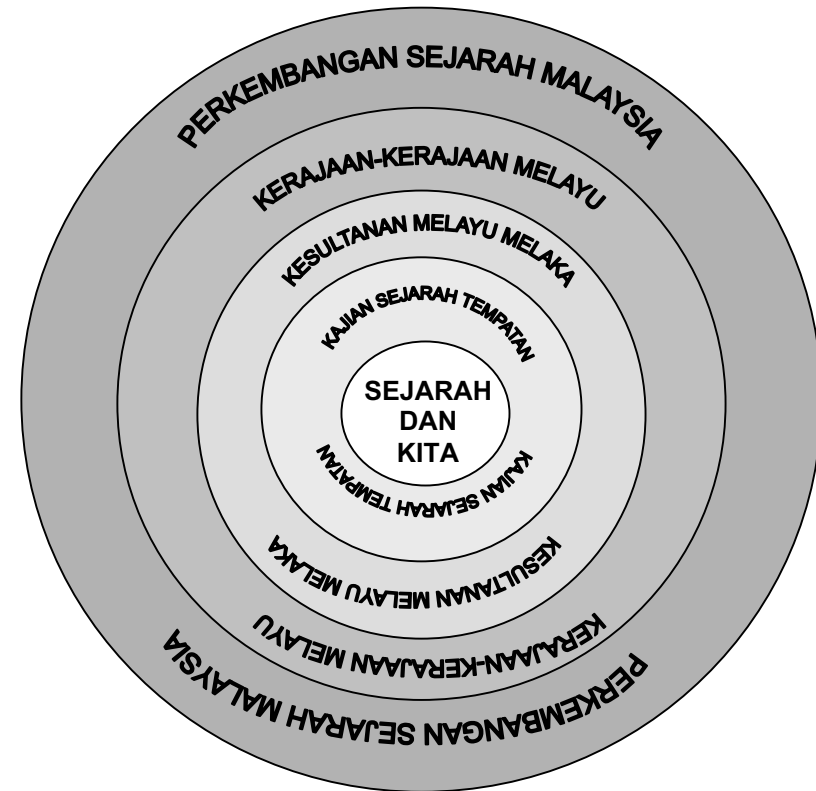 PERKEMBANGAN SEJARAH MALAYSIA
KERAJAAN-KERAJAAN MELAYU
KESULTANAN MELAYU MELAKA
KAJIAN SEJARAH TEMPATAN
SEJARAH
DAN
KITA
KAJIAN SEJARAH TEMPATAN
KESULTANAN MELAYU MELAKA
KERAJAAN-KERAJAAN MELAYU
PERKEMBANGAN SEJARAH MALAYSIA